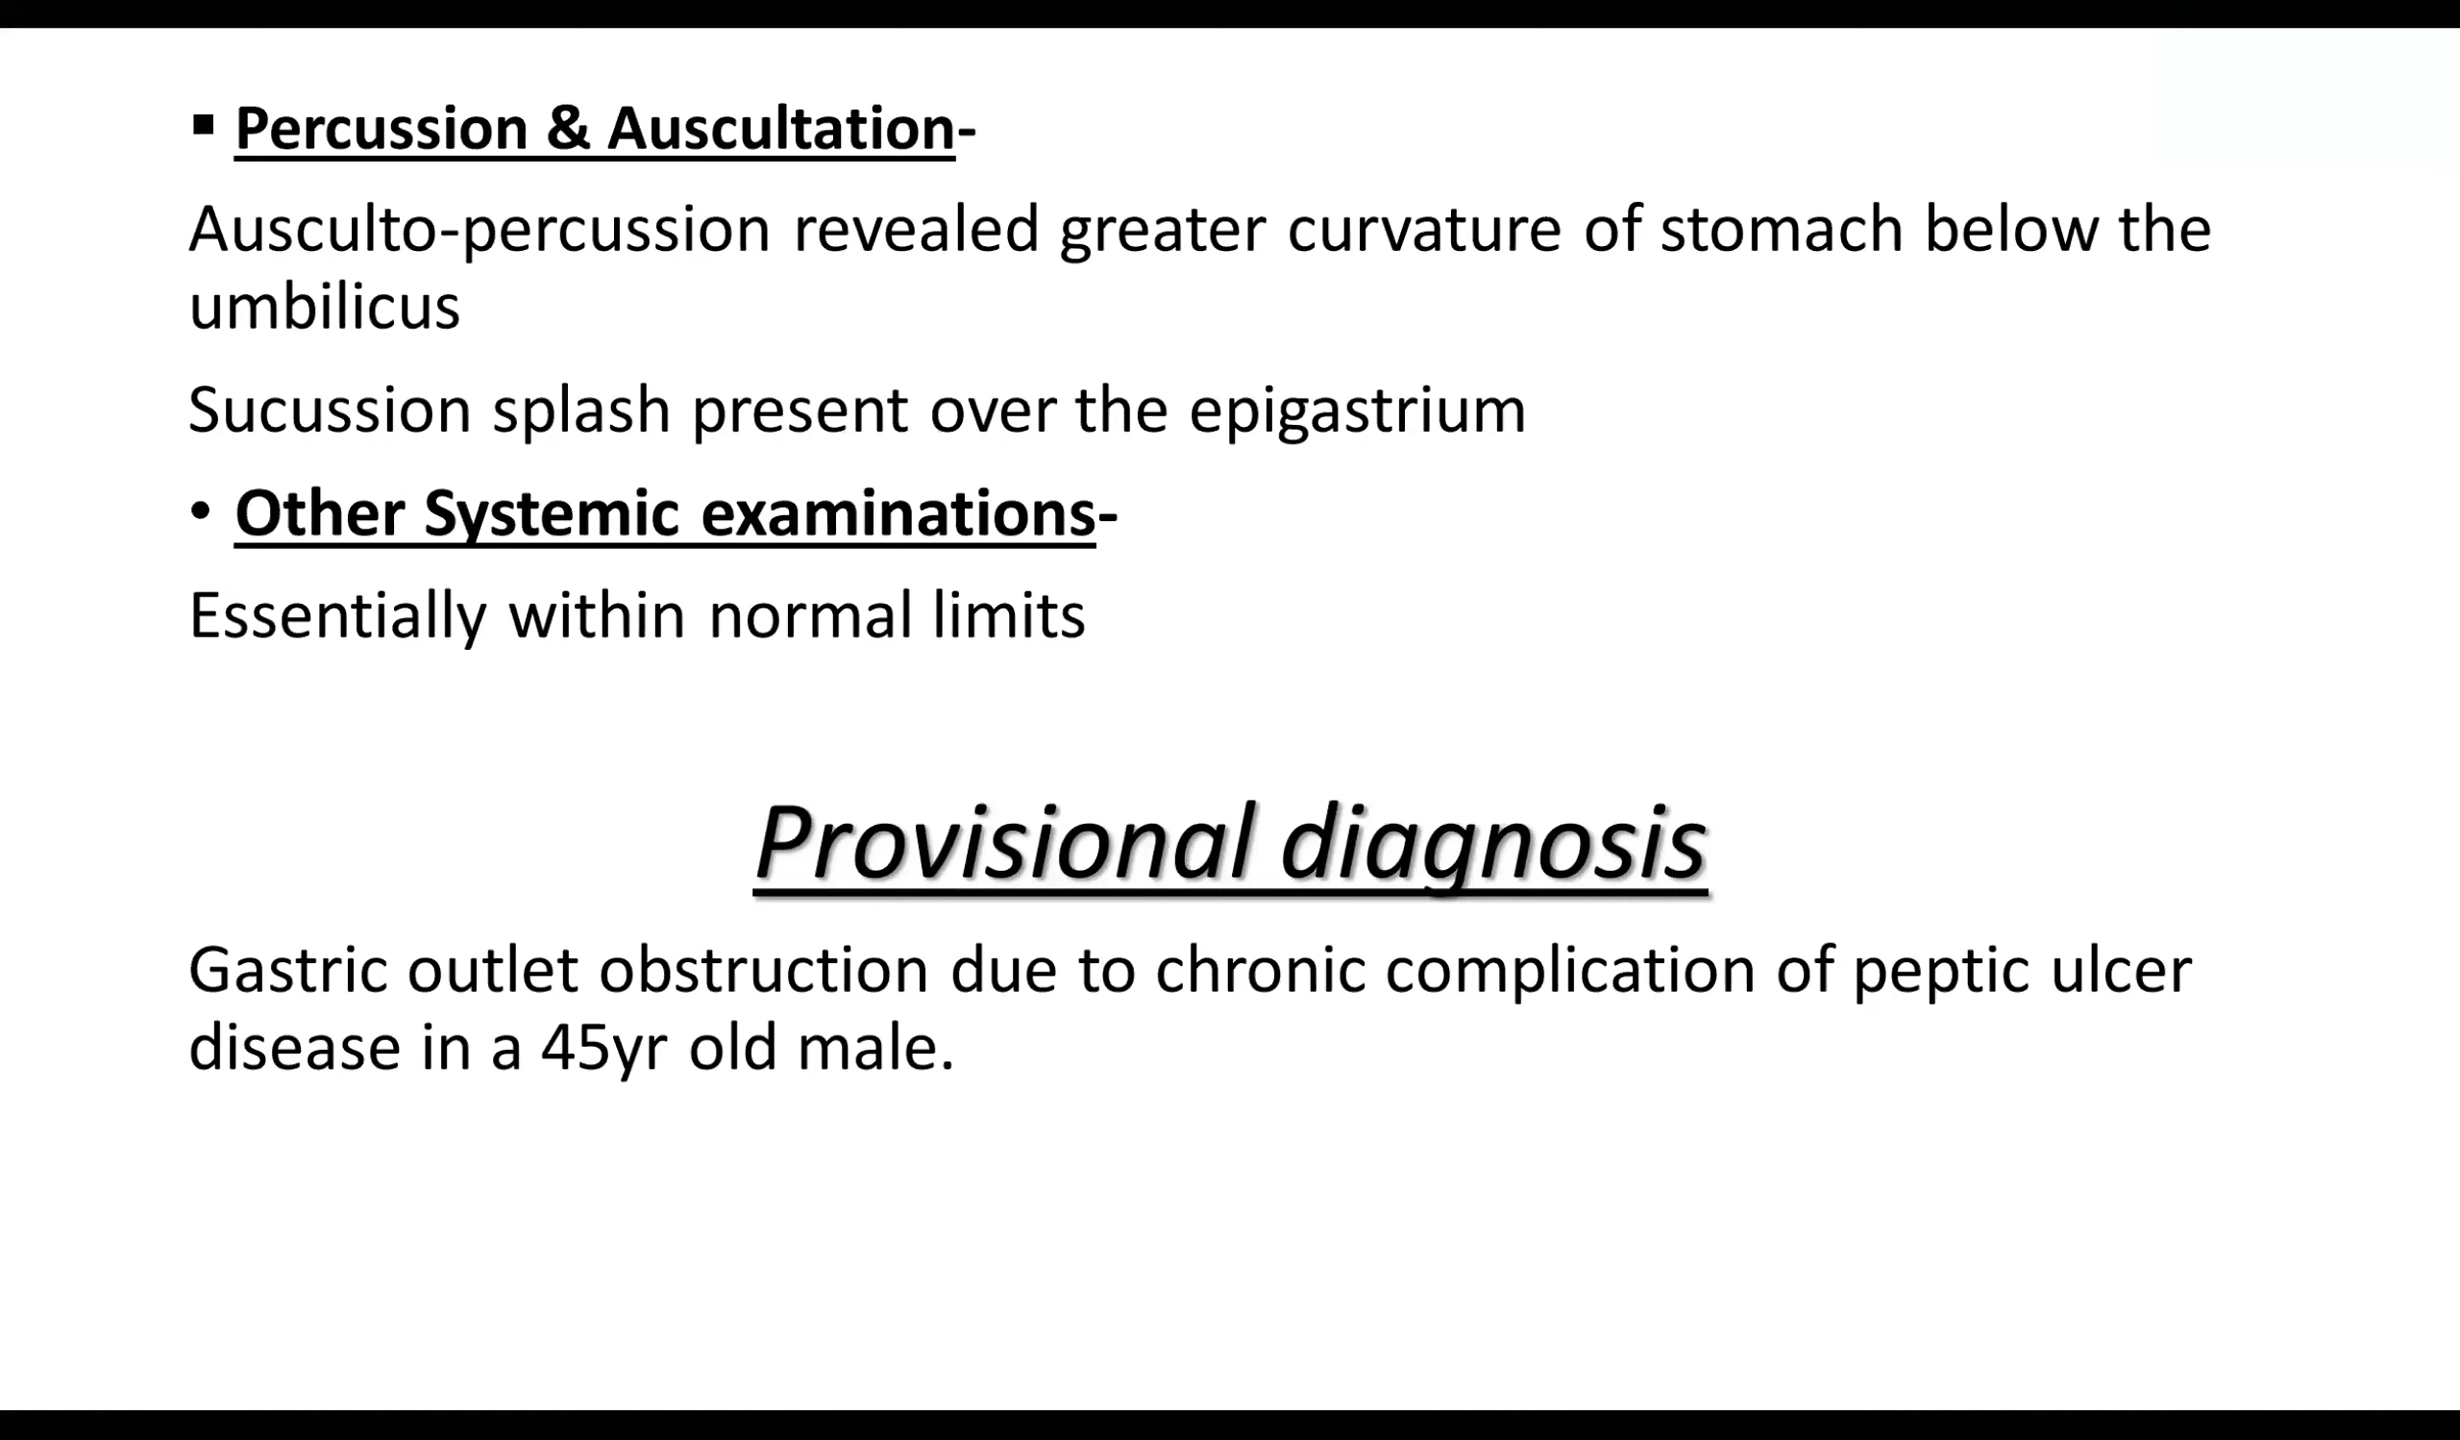 ▪ Percussion & Auscultation-
Ausculto-percussion revealed greater curvature of stomach below the
umbilicus
Sucussion splash present over the epigastrium
• Other Systemic examinations-
Essentially within normal limits
Provisional diagnosis
Gastric outlet obstruction due to chronic complication of peptic ulcer
disease in a 45yr old male.